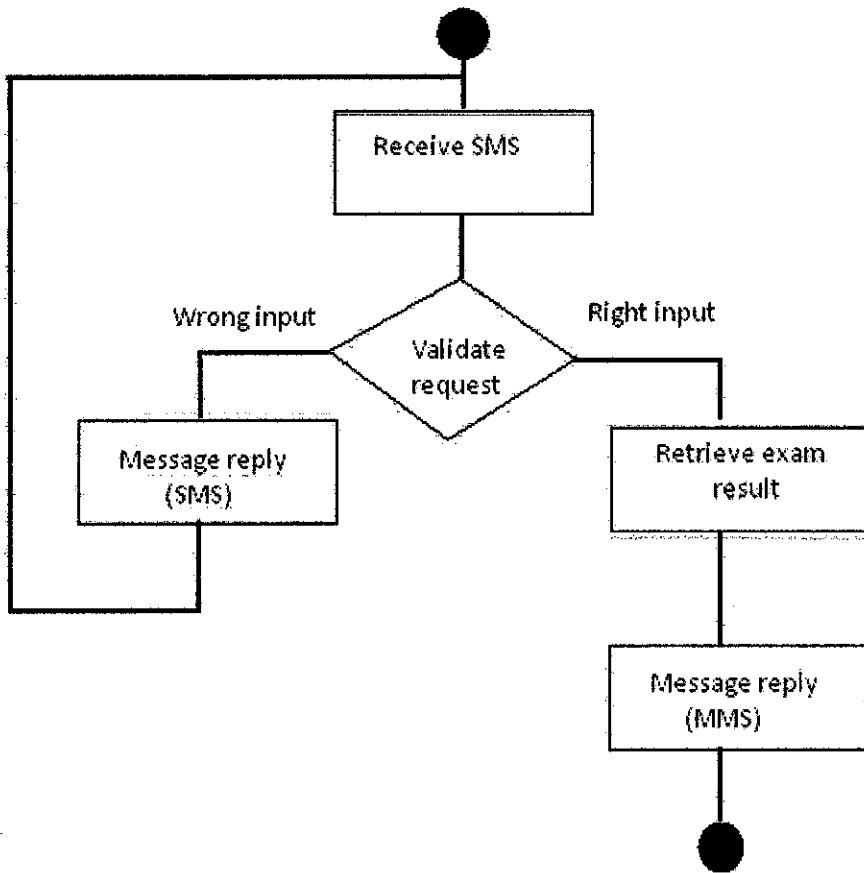 Receive SMS
Wrong input
Right input
Validate
request
Message reply
(SMS)
Retrieve exam
result
Message reply
(MMS)